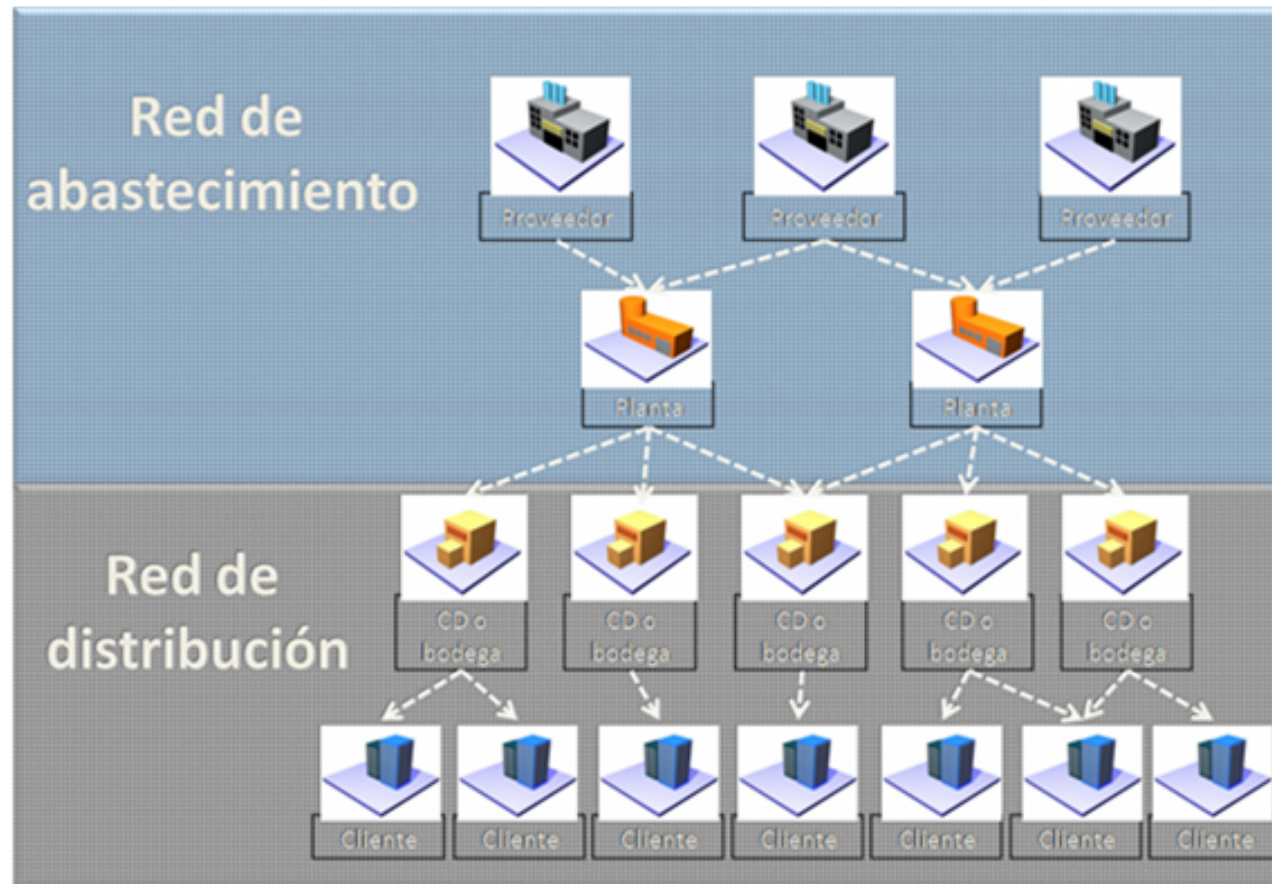 Red de
abastecimiento
Proveedor
Proveedor
Proveedor
Planta
Planta
Red de
distribución
CD o
bodega
CD o
bodega
CD o
bodega
CD o
bodega
CD o
bodega
Cliente
Cliente
Cliente
Cliente
Cliente
Cliente
Cliente